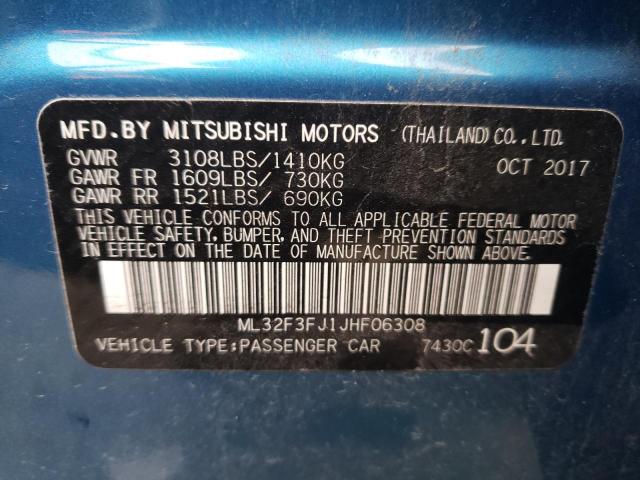 MFD.BY MITSUBISHI MOTORS (THAILAND)CO.,LTD.
GVWR 3108LBS/1410KG OCT 2017
GAWR FR 1609LBS/ 730KG
GAWR RR 1521LBS/ 690KG
THIS VEHICLE CONFORMS TO ALL APPLICABLE FEDERAL MOTOR
VEHICLE SAFETY, BUMPER, AND THEFT PREVENTION STANDARDS
IN EFFECT ON THE DATE OF MANUFACTURE SHOWN ABOVE.
ML32F3FJ1JHF06308
VEHICLE TYPE:PASSENGER CAR 7430C 104